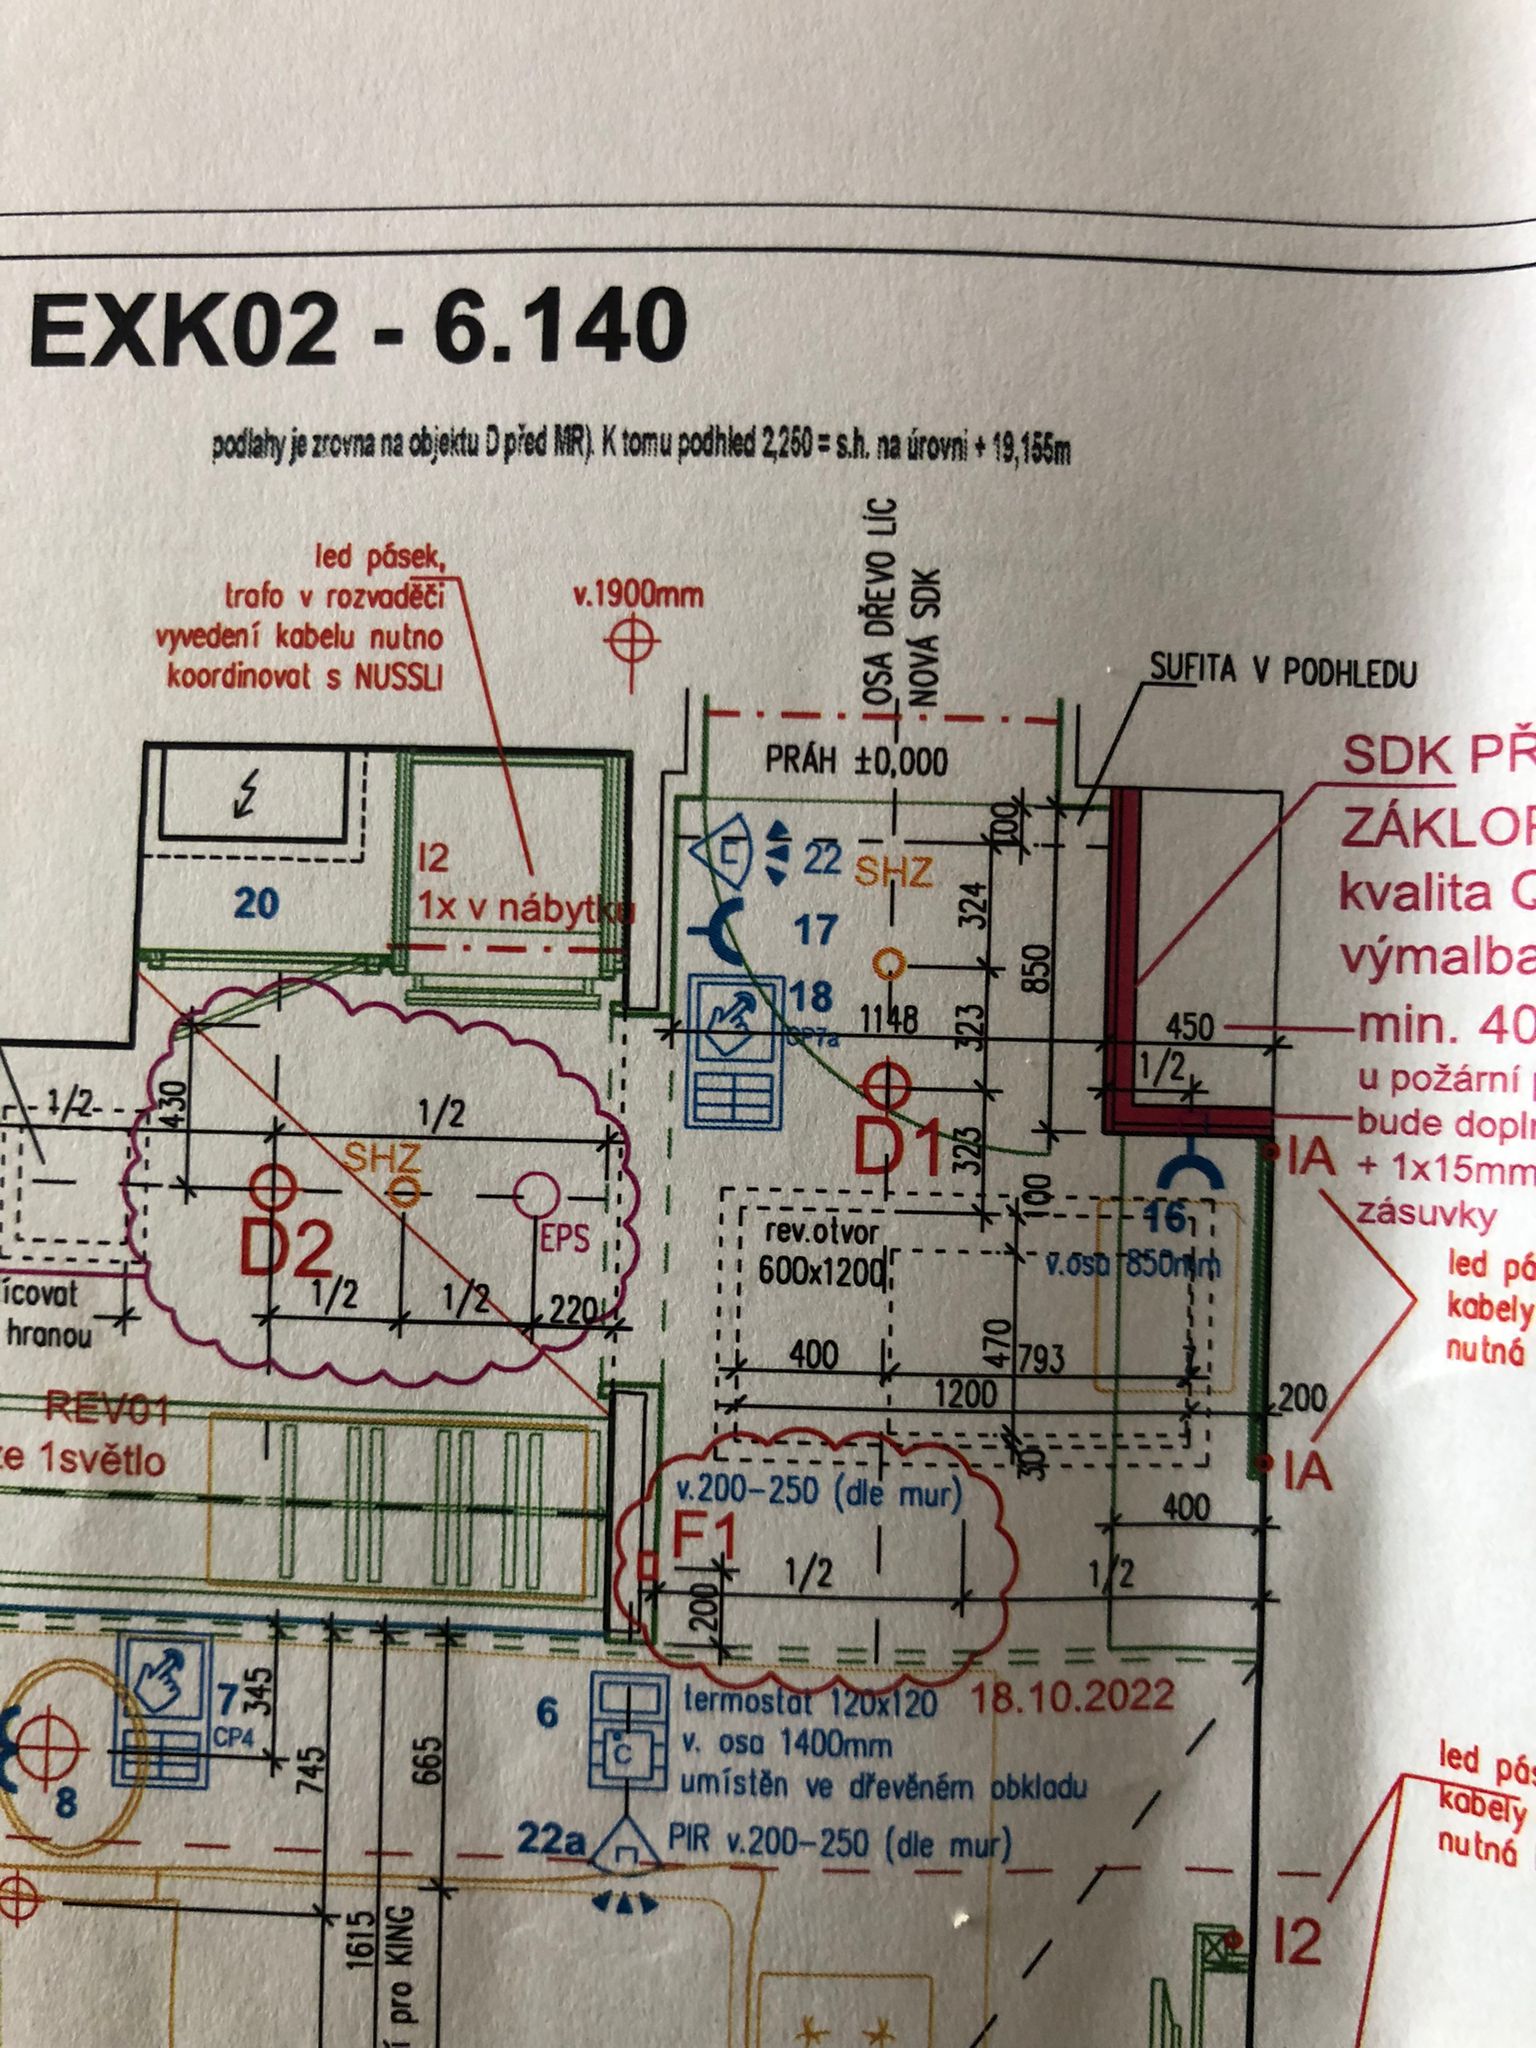 EXK02 - 6.140
podlahy je zrovna na objektu D před MR). K tomu podhled 2,250 = s.h. na úrovni + 19,155m
led pásek,
trafo v rozvaděči
vyvedení kabelu nutno
koordinovat s NUSSLI
v.1900mm
OSA DŘEVO LÍC
NOVÁ SDK
SUFITA V PODHLEDU
PRÁH ±0,000
SDK PŘ
ZÁKLOP
kvalita Q
výmalba
min. 40
u požární
bude dopln
+ 1x15mm
zásuvky
I2
1x v nábytku
20
22
SHZ
17
18
CP7a
100
324
850
323
1148
450
1/2
D1
323
430
1/2
1/2
SHZ
D2
EPS
1/2
1/2
220
100
rev.otvor
600x1200
16
v.osa 850mm
IA
led pá
kabely
nutná
ícovat
hranou
400
470
793
1200
200
30
IA
REV01
ze 1světlo
v.200-250 (dle mur)
F1
400
1/2
1/2
200
7
CP4
345
8
745
665
1615
í pro KING
6
termostat 120x120
18.10.2022
v. osa 1400mm
C
umístěn ve dřevěném obkladu
22a
PIR v.200-250 (dle mur)
led pás
kabely
nutná
I2